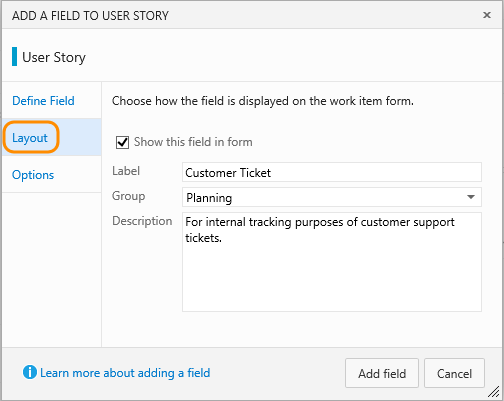 ADD A FIELD TO USER STORY
User Story
Define Field
Choose how the field is displayed on the work item form.
Layout
Show this field in form
Options
Label
Customer Ticket
Group
Planning
Description
For internal tracking purposes of customer support
tickets.
Learn more about adding a field
Add field
Cancel